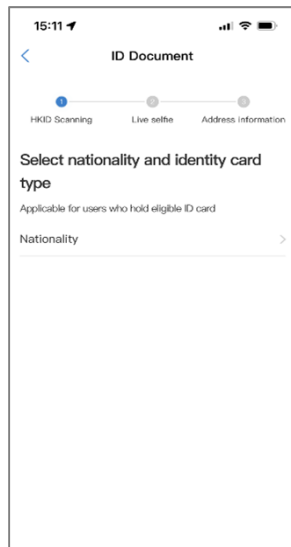 15:11
ID Document
1 2 3
HKID Scanning Live selfie Address information
Select nationality and identity card
type
Applicable for users who hold eligible ID card
Nationality